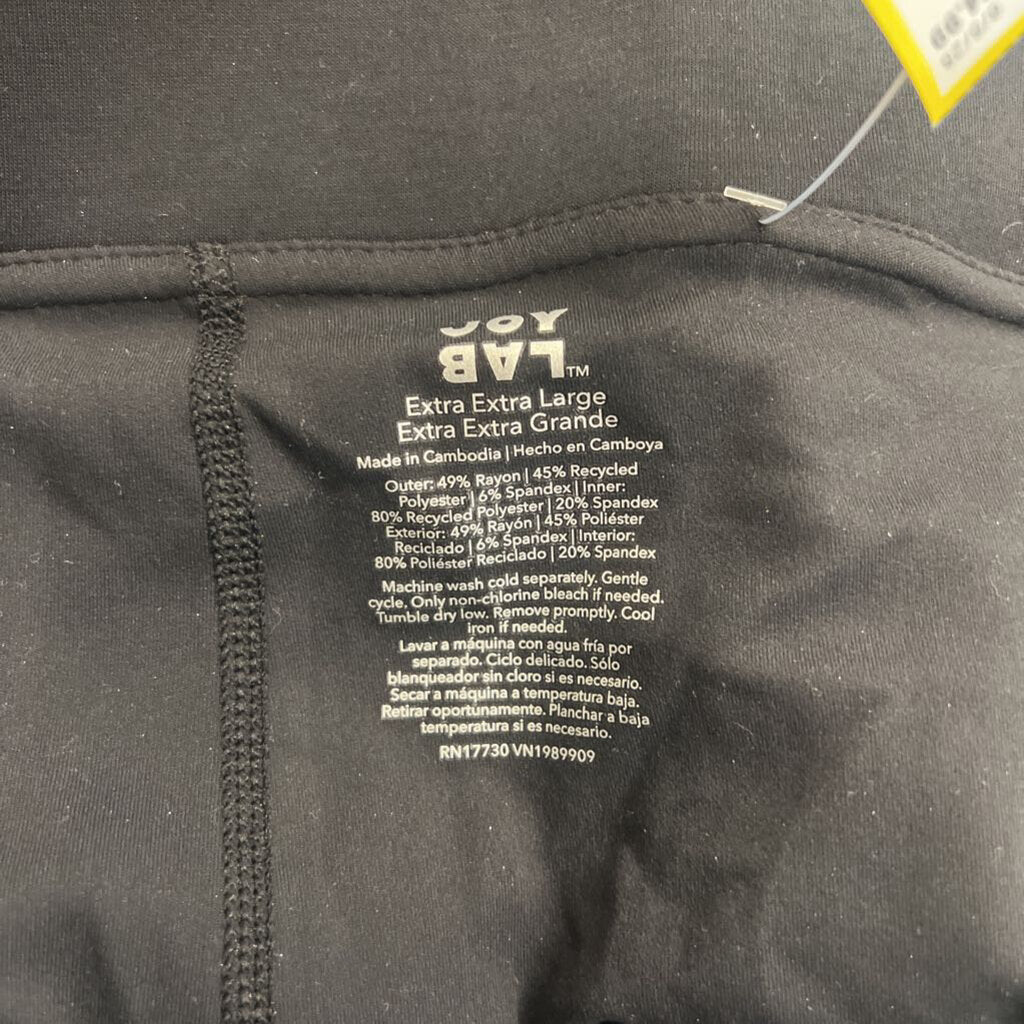 JOY
LAB™
Extra Extra Large
Extra Extra Grande
Made in Cambodia | Hecho en Camboya
Outer: 49% Rayon | 45% Recycled
Polyester | 6% Spandex | Inner:
80% Recycled Polyester | 20% Spandex
Exterior: 49% Rayón | 45% Poliéster
Reciclado | 6% Spandex | Interior:
80% Poliéster Reciclado | 20% Spandex
Machine wash cold separately. Gentle
cycle. Only non-chlorine bleach if needed.
Tumble dry low. Remove promptly. Cool
iron if needed.
Lavar a máquina con agua fría por
separado. Ciclo delicado. Sólo
blanqueador sin cloro si es necesario.
Secar a máquina a temperatura baja.
Retirar oportunamente. Planchar a baja
temperatura si es necesario.
RN17730 VN1989909